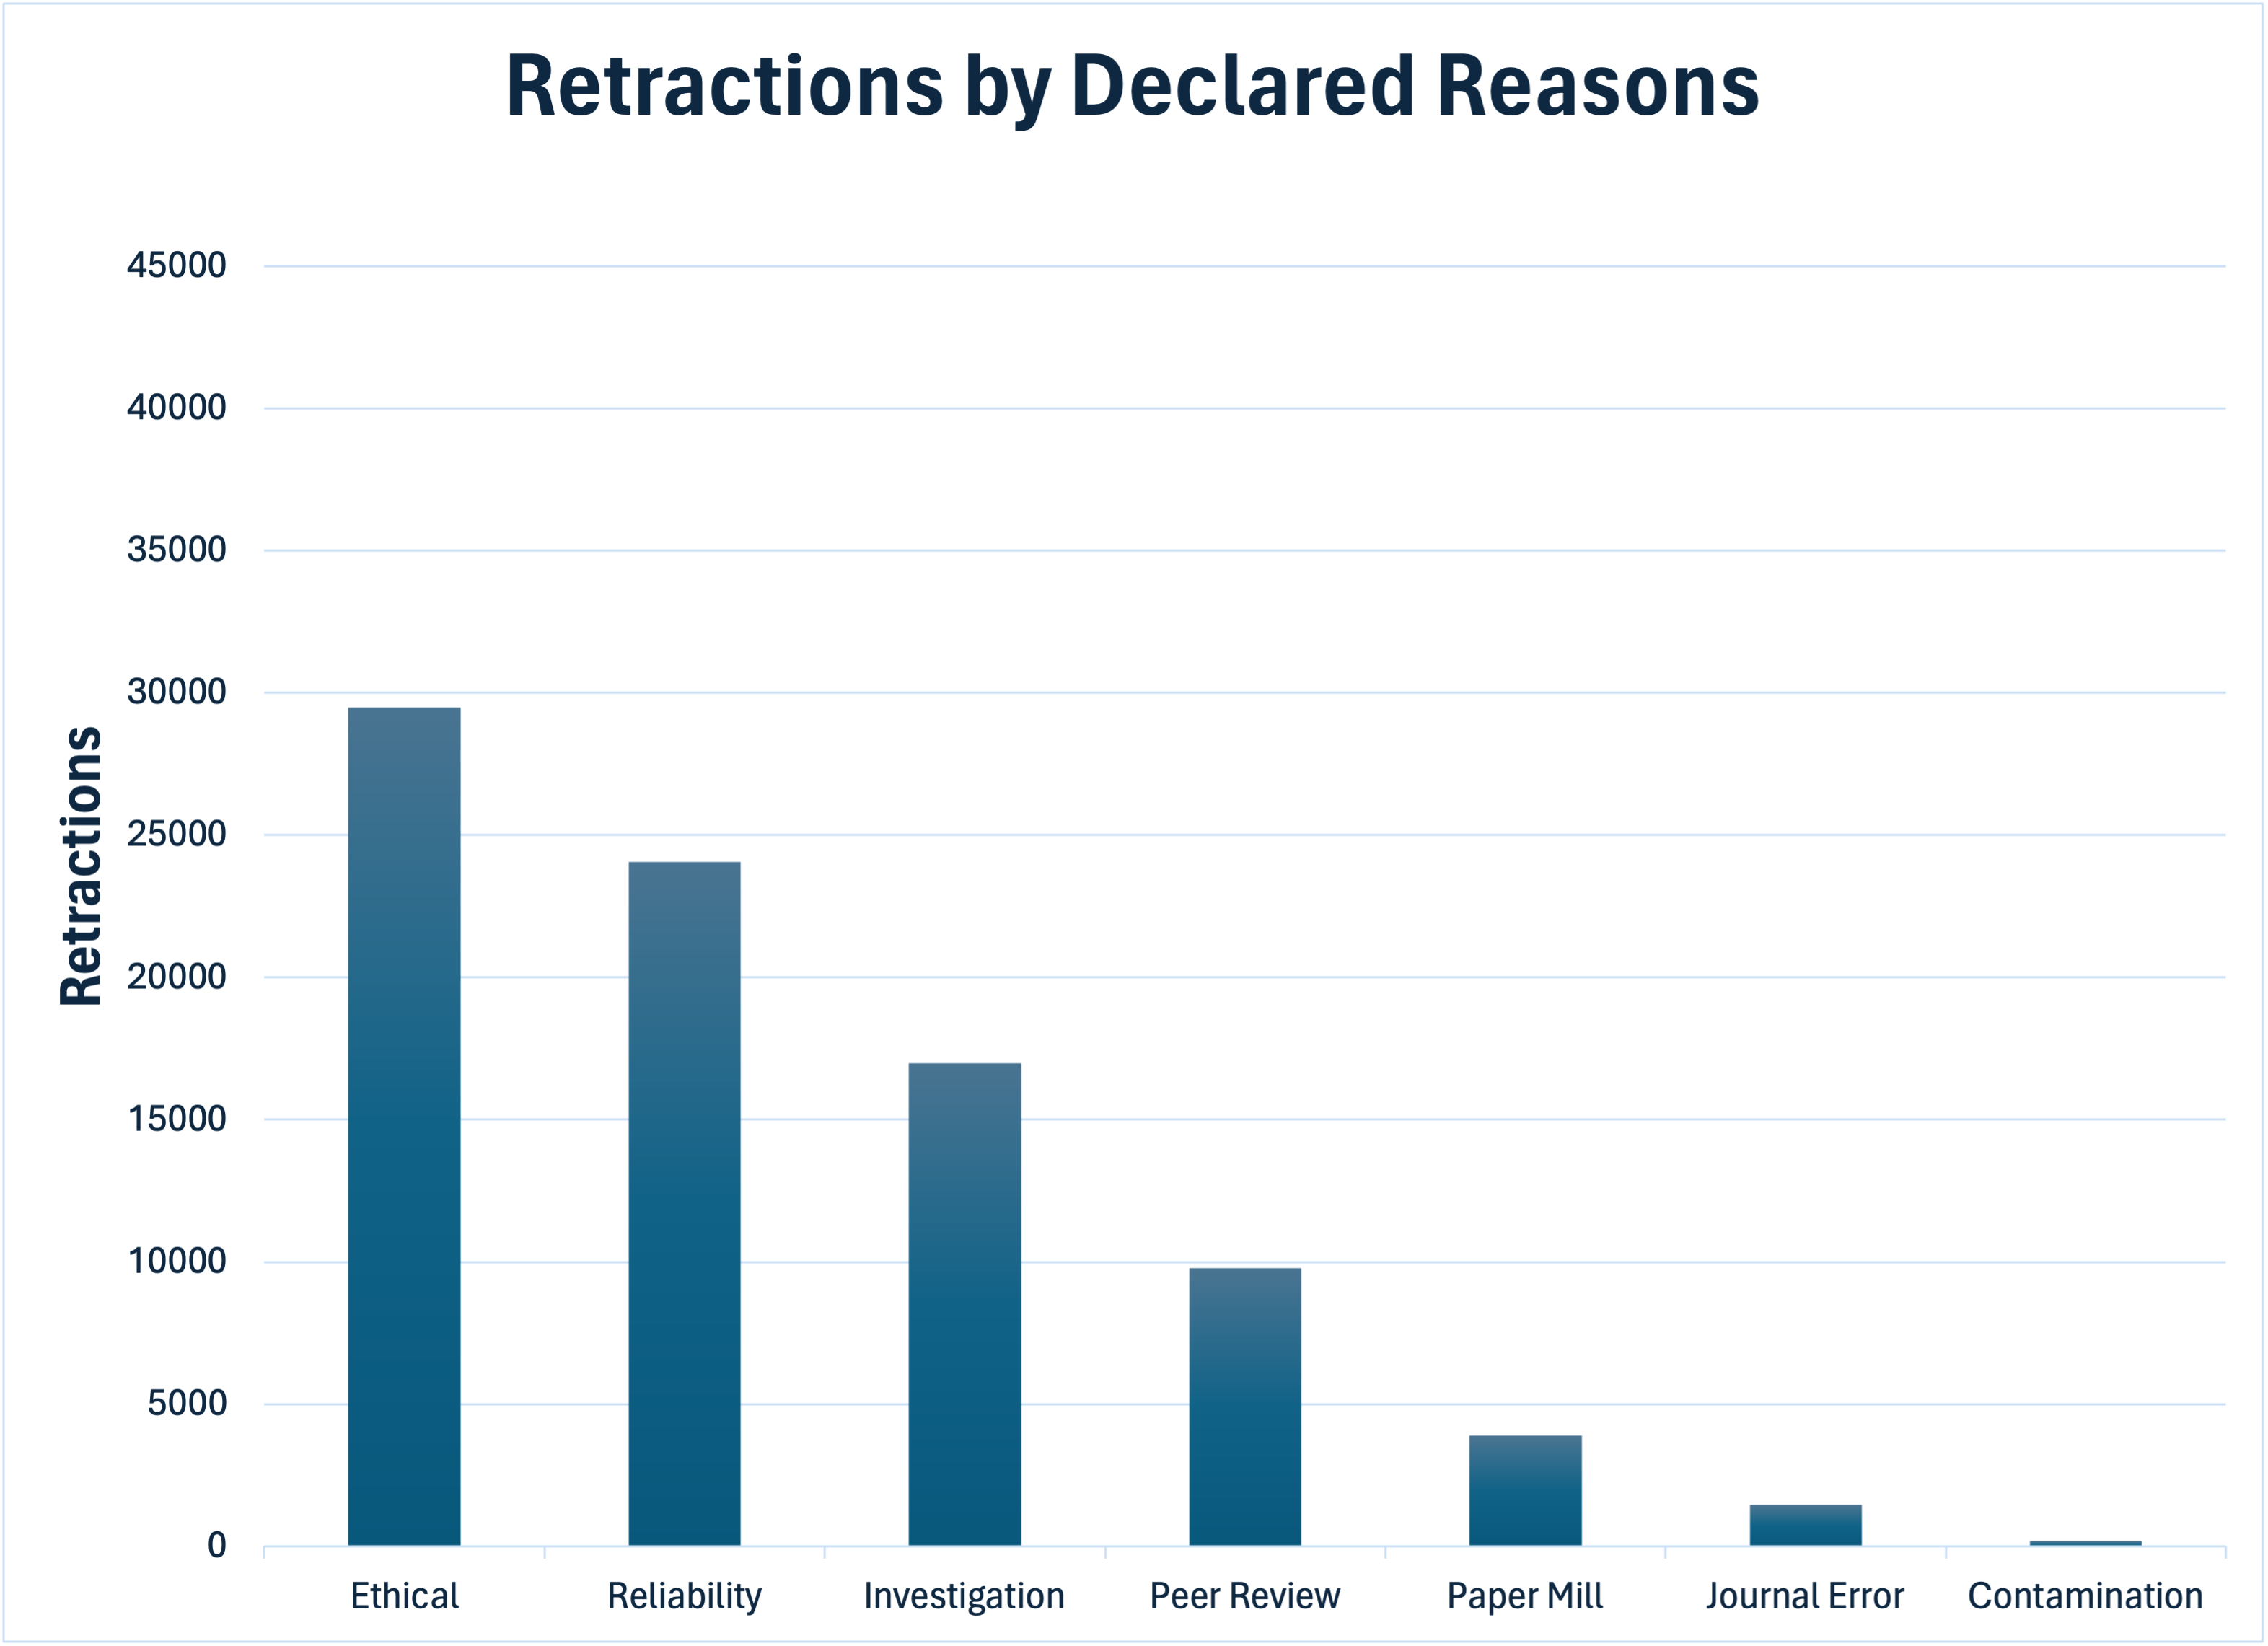 Retractions by Declared Reasons
45000
40000
35000
30000
25000
20000
15000
10000
5000
0
Retractions
Ethical
Reliability
Investigation
Peer Review
Paper Mill
Journal Error
Contamination